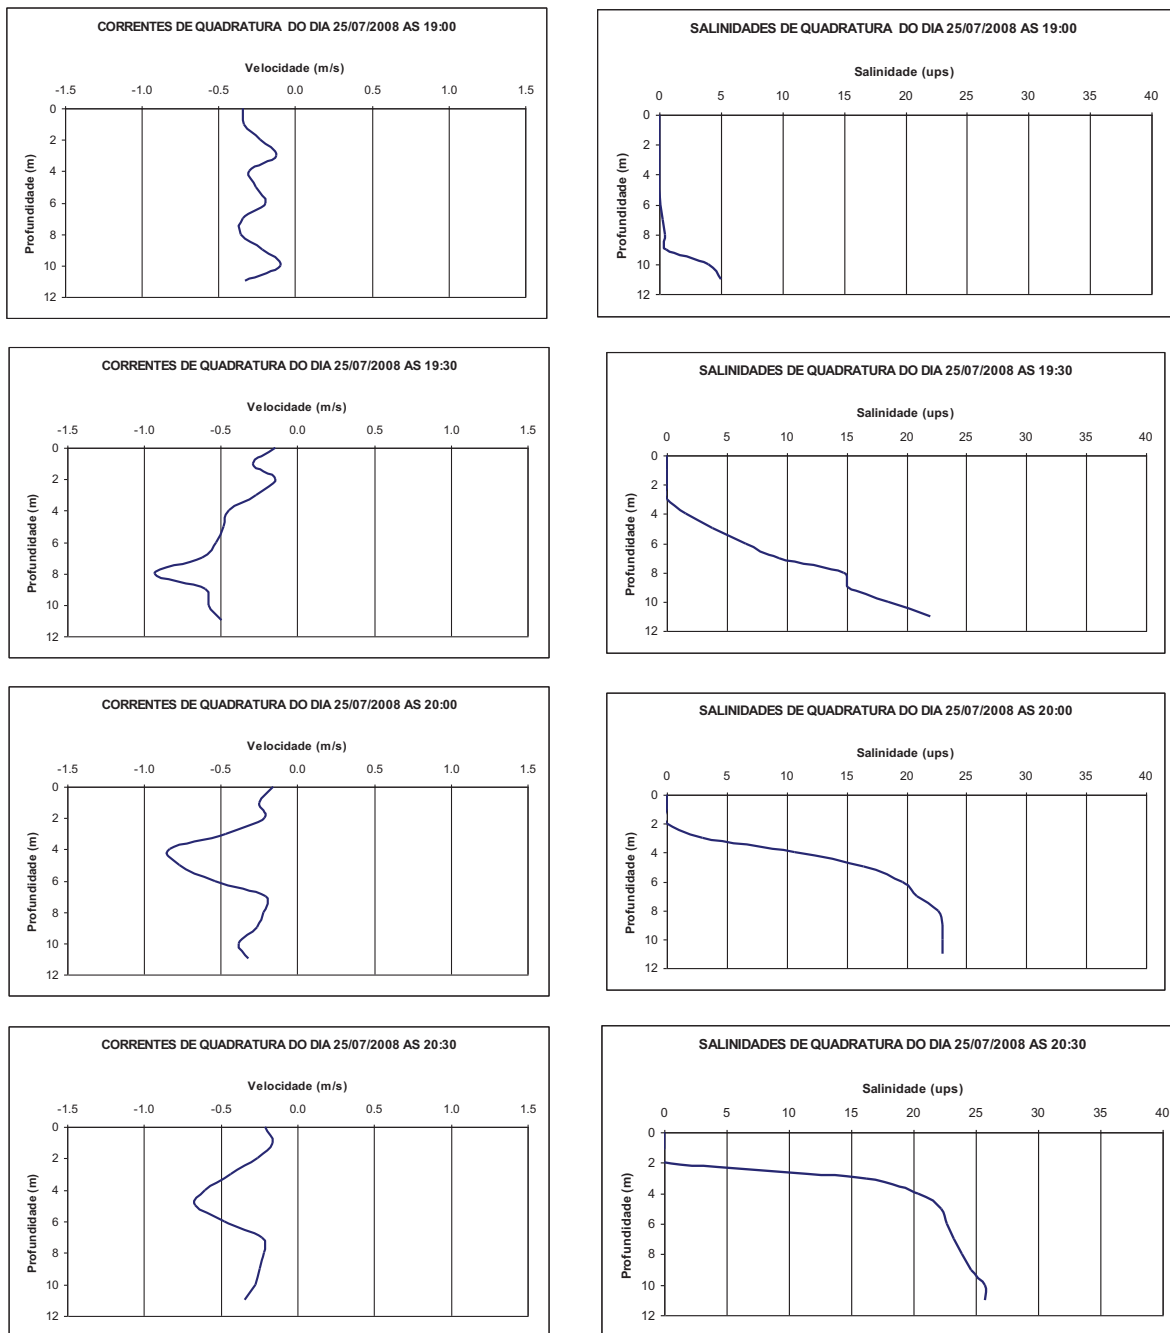 CORRENTES DE QUADRATURA DO DIA 25/07/2008 AS 19:00
Velocidade (m/s)
-1.5 -1.0 -0.5 0.0 0.5 1.0 1.5
Profundidade (m)
0
2
4
6
8
10
12
SALINIDADES DE QUADRATURA DO DIA 25/07/2008 AS 19:00
Salinidade (ups)
0 5 10 15 20 25 30 35 40
Profundidade (m)
0
2
4
6
8
10
12
CORRENTES DE QUADRATURA DO DIA 25/07/2008 AS 19:30
Velocidade (m/s)
-1.5 -1.0 -0.5 0.0 0.5 1.0 1.5
Profundidade (m)
0
2
4
6
8
10
12
SALINIDADES DE QUADRATURA DO DIA 25/07/2008 AS 19:30
Salinidade (ups)
0 5 10 15 20 25 30 35 40
Profundidade (m)
0
2
4
6
8
10
12
CORRENTES DE QUADRATURA DO DIA 25/07/2008 AS 20:00
Velocidade (m/s)
-1.5 -1.0 -0.5 0.0 0.5 1.0 1.5
Profundidade (m)
0
2
4
6
8
10
12
SALINIDADES DE QUADRATURA DO DIA 25/07/2008 AS 20:00
Salinidade (ups)
0 5 10 15 20 25 30 35 40
Profundidade (m)
0
2
4
6
8
10
12
CORRENTES DE QUADRATURA DO DIA 25/07/2008 AS 20:30
Velocidade (m/s)
-1.5 -1.0 -0.5 0.0 0.5 1.0 1.5
Profundidade (m)
0
2
4
6
8
10
12
SALINIDADES DE QUADRATURA DO DIA 25/07/2008 AS 20:30
Salinidade (ups)
0 5 10 15 20 25 30 35 40
Profundidade (m)
0
2
4
6
8
10
12